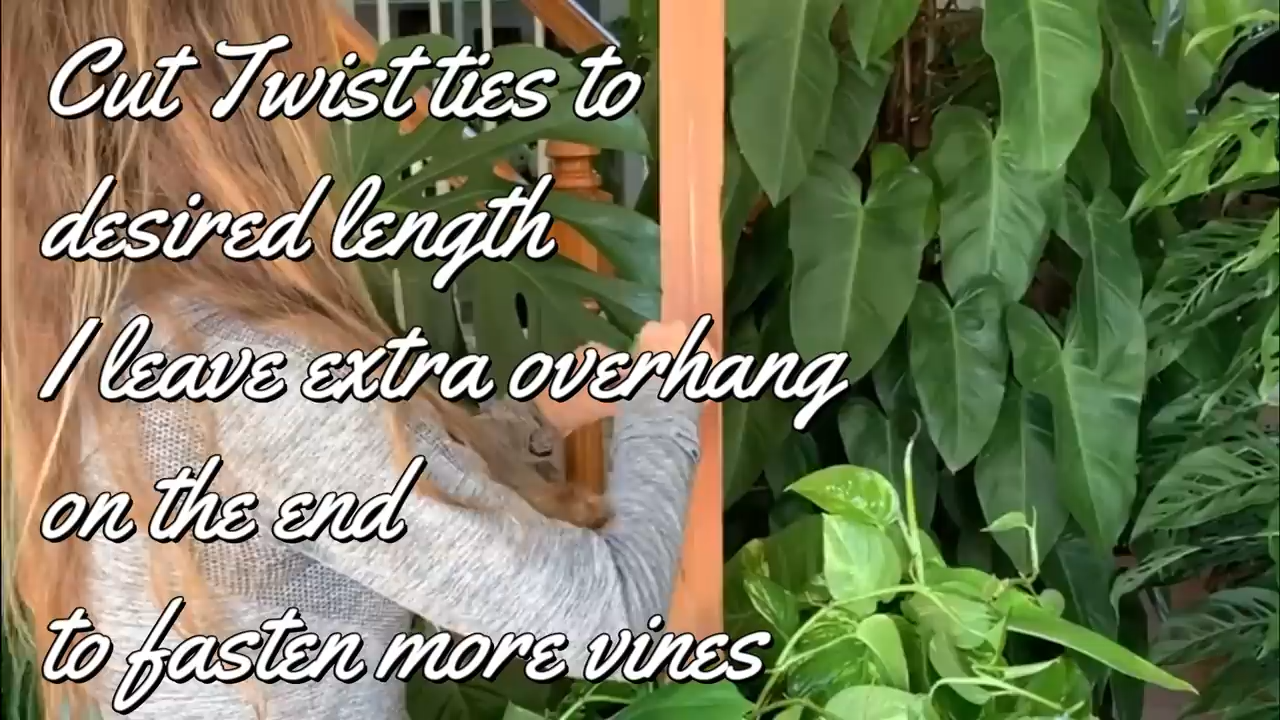 Cut Twist ties to
desired length
I leave extra overhang
on the end
to fasten more vines